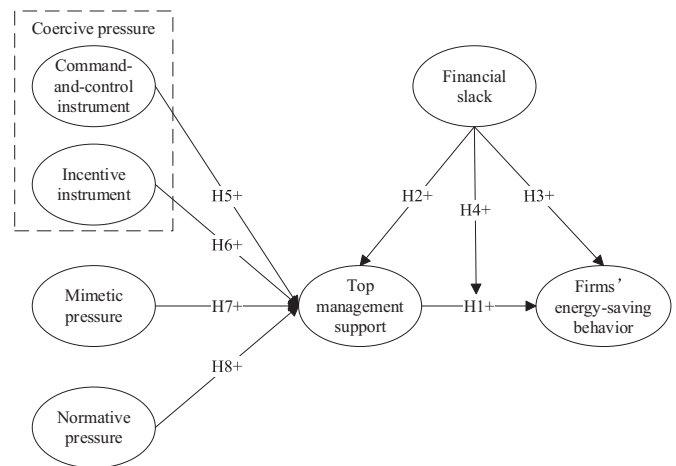 Coercive pressure
Command-
and-control
instrument
Incentive
instrument
Mimetic
pressure
Normative
pressure
H5+
H6+
H7+
H8+
Financial
slack
H2+
H4+
H3+
Top
management
support
H1+
Firms’
energy-saving
behavior